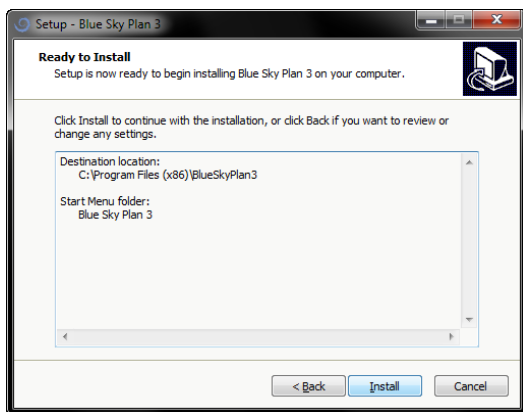 Setup - Blue Sky Plan 3
Ready to Install
Setup is now ready to begin installing Blue Sky Plan 3 on your computer.
Click Install to continue with the installation, or click Back if you want to review or
change any settings.
Destination location:
C:\Program Files (x86)\BlueSkyPlan3
Start Menu folder:
Blue Sky Plan 3
< Back
Install
Cancel